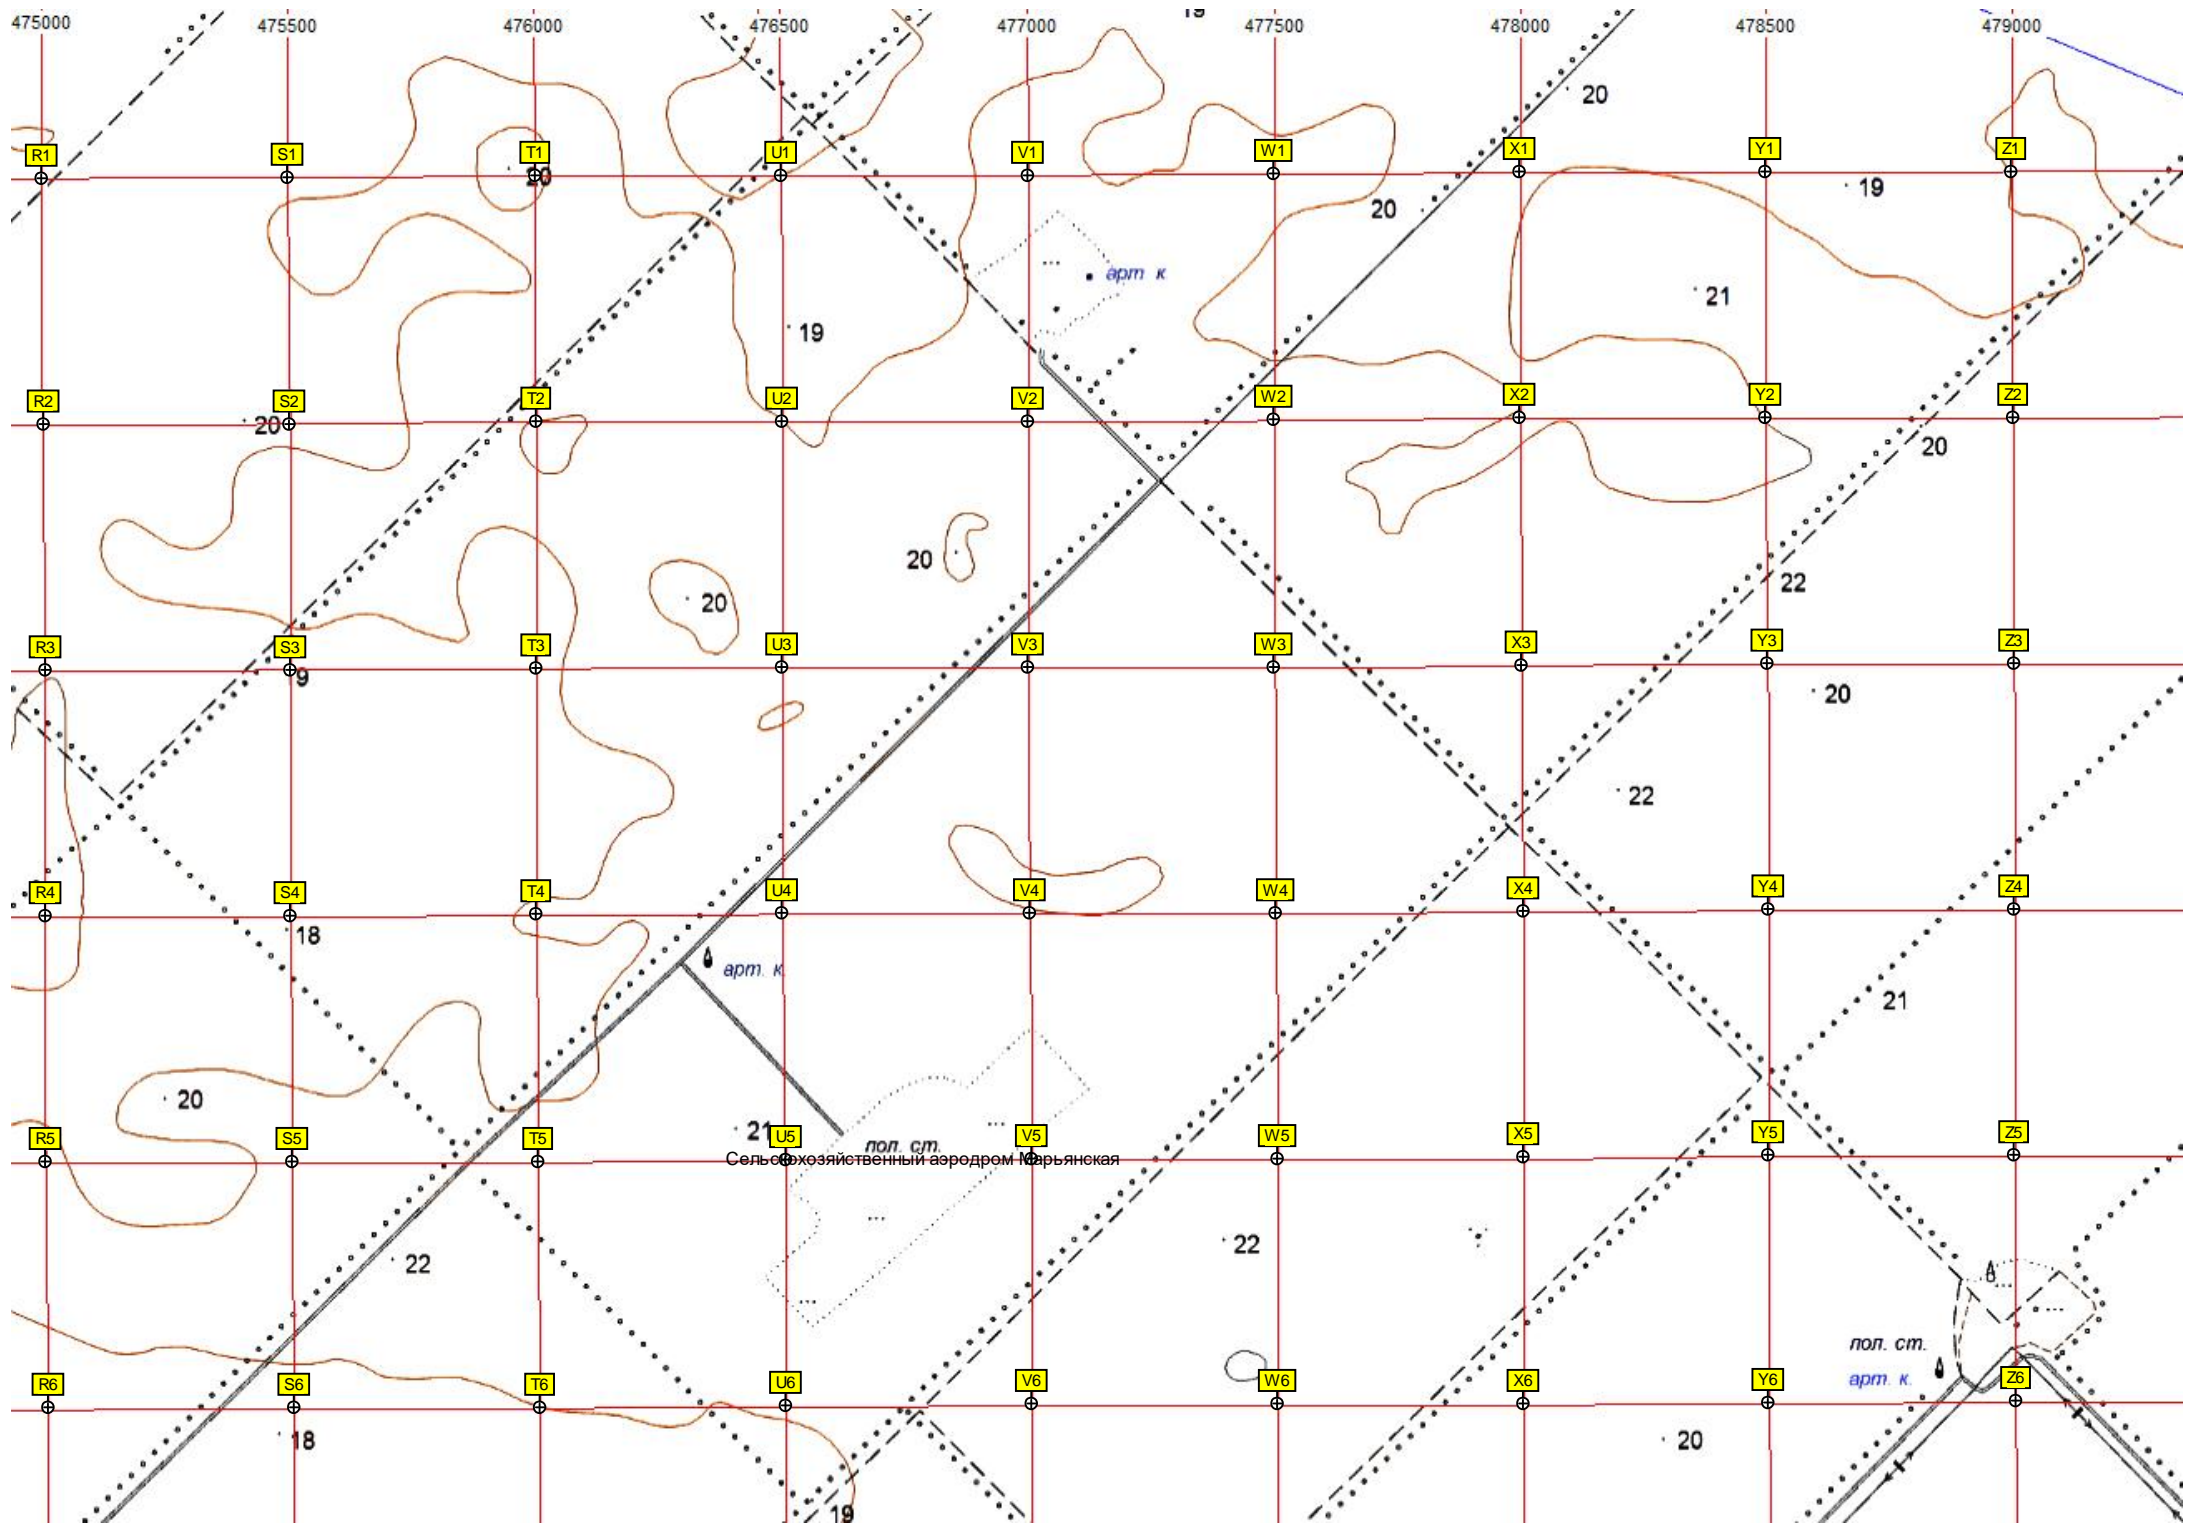 475000 475500 476000 476500 477000 19 477500 478000 478500 479000
20
R1 S1 T1 U1 V1 W1 X1 Y1 Z1
20 19
20
арт. к
21
19
R2 S2 T2 U2 V2 W2 X2 Y2 Z2
20 20
20
22
20
R3 S3 T3 U3 V3 W3 X3 Y3 Z3
9 20
22
R4 S4 T4 U4 V4 W4 X4 Y4 Z4
18
арт. к.
21
20
R5 S5 T5 21 U5 V5 W5 X5 Y5 Z5
пол. ст.
Сельскохозяйственный аэродром Марьянская
22
22
пол. ст.
арт. к.
R6 S6 T6 U6 V6 W6 X6 Y6 Z6
18 20
19